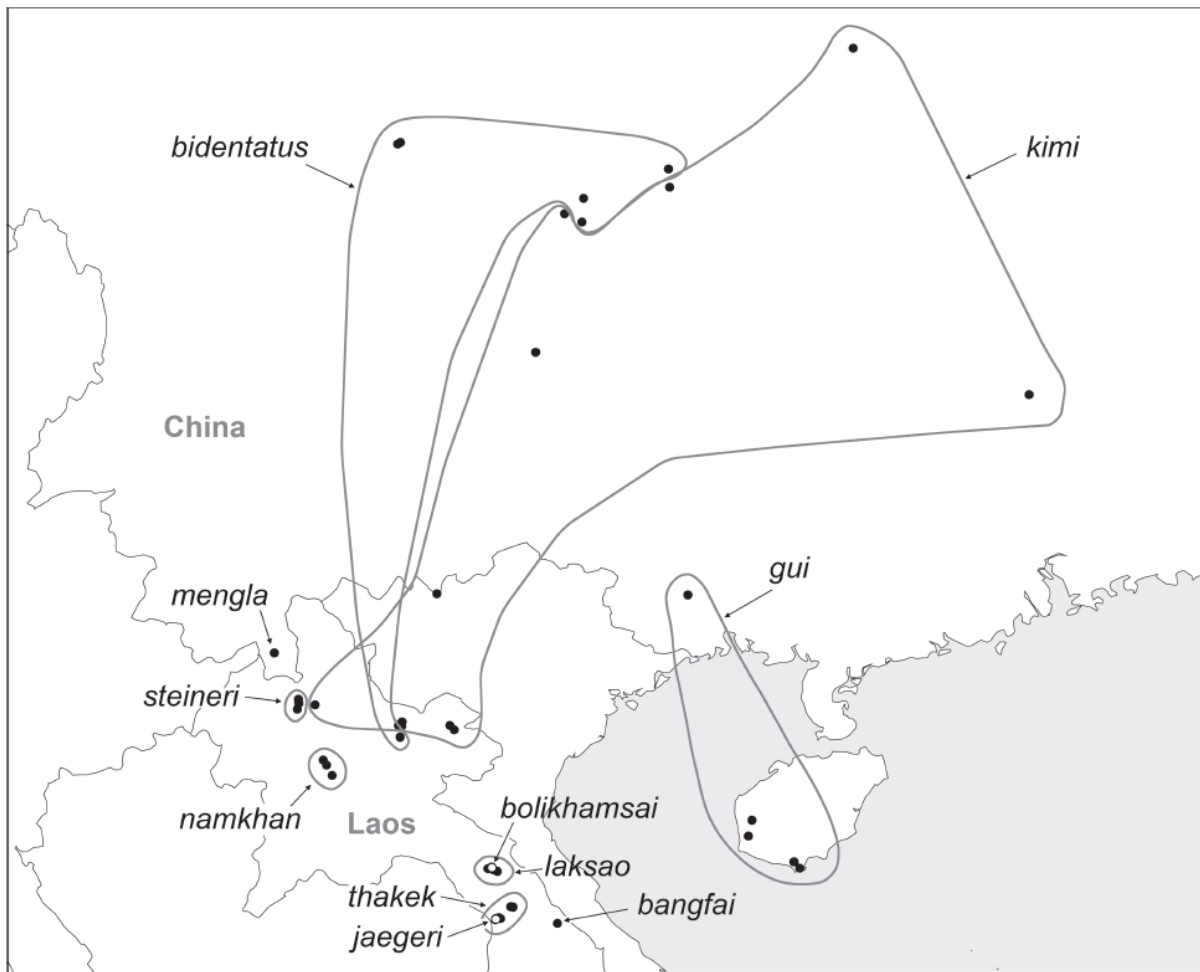 bidentatus
kimi
China
gui
mengla
steineri
namkhan
Laos
bolikhamsai
laksao
thakek
bangfai
jaegeri